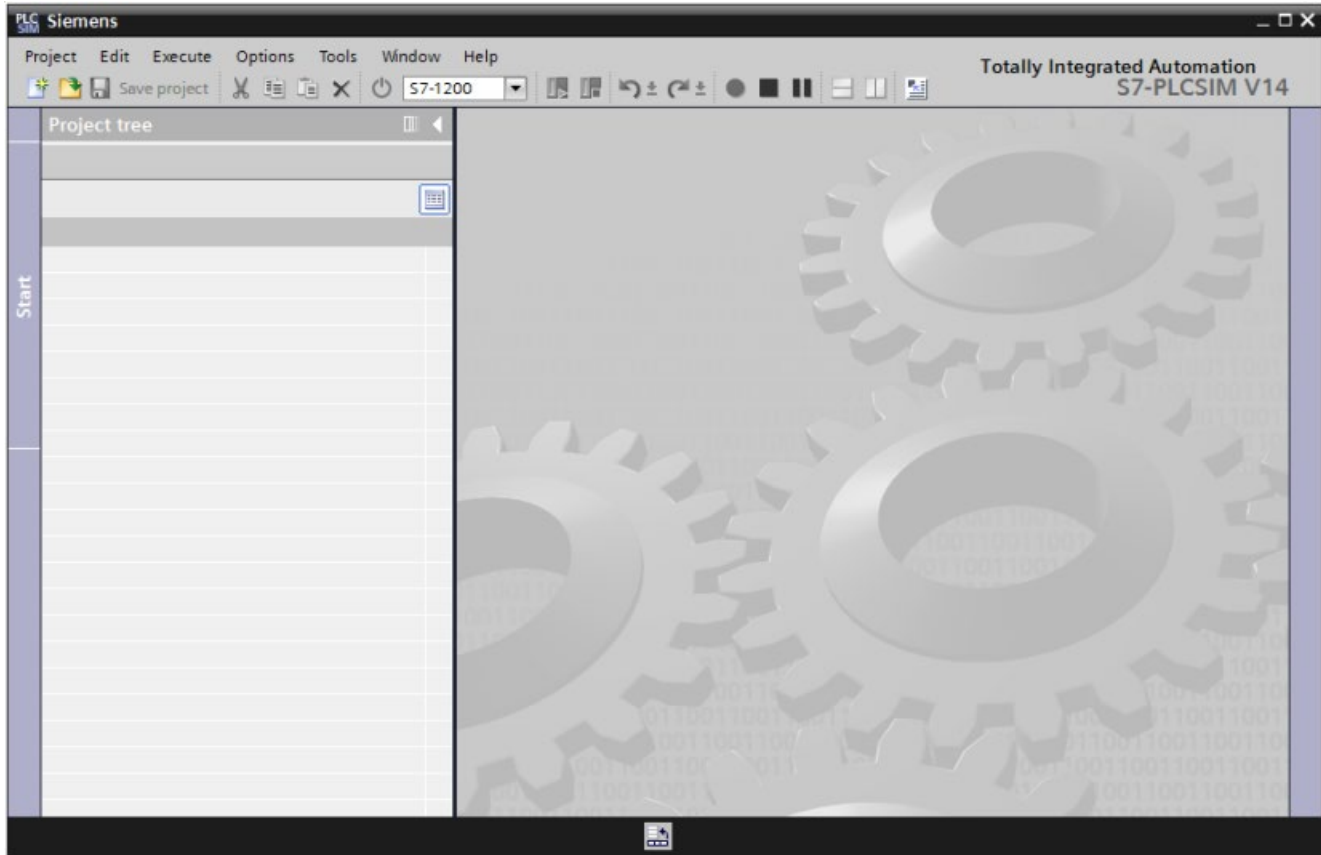 PLC SIM Siemens
Project Edit Execute Options Tools Window Help
Totally Integrated Automation
Save project S7-1200 S7-PLCSIM V14
Project tree
Start